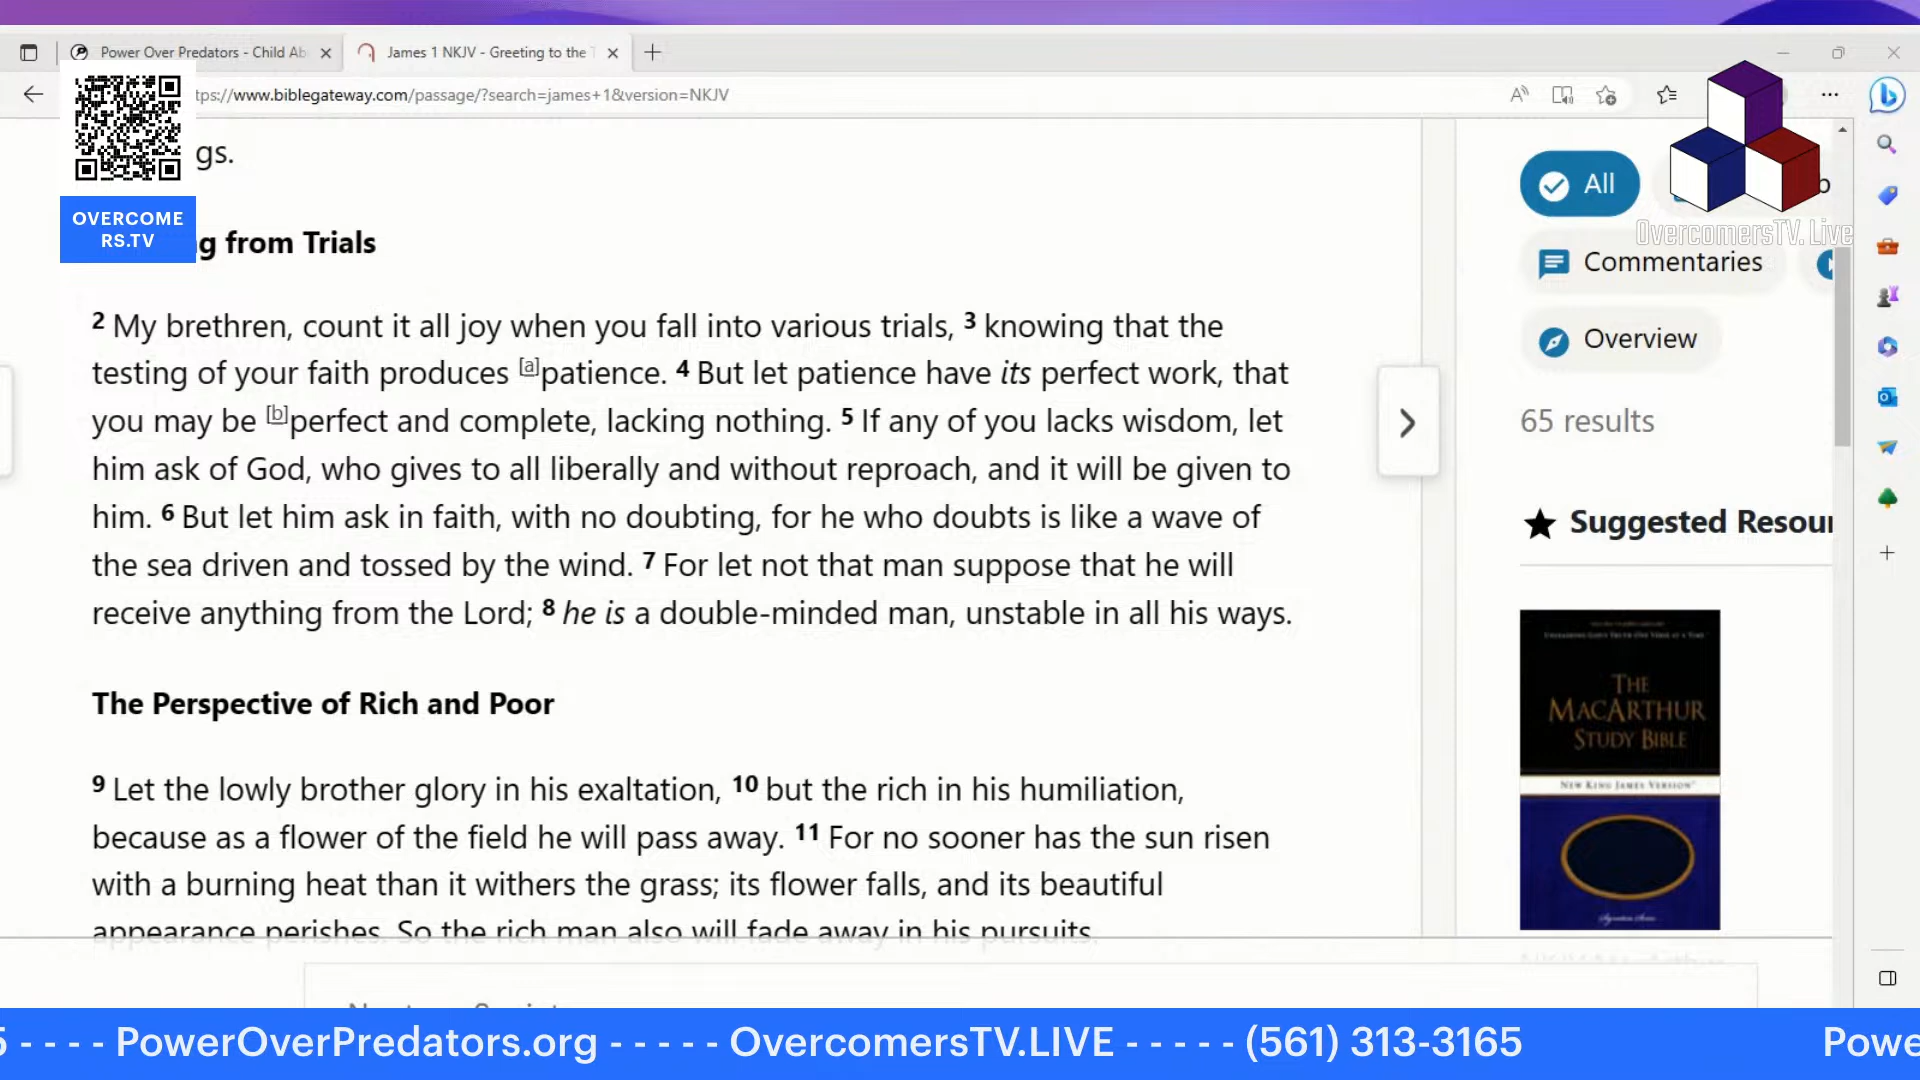 Power Over Predators - Child Ab
James 1 NKJV - Greeting to the T
tps://www.biblegateway.com/passage/?search=james+1&version=NKJV
OVERCOME
RS.TV
OvercomersTV. Live
gs.
g from Trials
2 My brethren, count it all joy when you fall into various trials, 3 knowing that the
testing of your faith produces [a]patience. 4 But let patience have its perfect work, that
you may be [b]perfect and complete, lacking nothing. 5 If any of you lacks wisdom, let
him ask of God, who gives to all liberally and without reproach, and it will be given to
him. 6 But let him ask in faith, with no doubting, for he who doubts is like a wave of
the sea driven and tossed by the wind. 7 For let not that man suppose that he will
receive anything from the Lord; 8 he is a double-minded man, unstable in all his ways.
The Perspective of Rich and Poor
9 Let the lowly brother glory in his exaltation, 10 but the rich in his humiliation,
because as a flower of the field he will pass away. 11 For no sooner has the sun risen
with a burning heat than it withers the grass; its flower falls, and its beautiful
appearance perishes. So the rich man also will fade away in his pursuits.
All
Commentaries
Overview
65 results
Suggested Resour
THE
MACARTHUR
STUDY BIBLE
NEW KING JAMES VERSION
5 - - - - PowerOverPredators.org - - - - - OvercomersTV.LIVE - - - - - (561) 313-3165 Powe